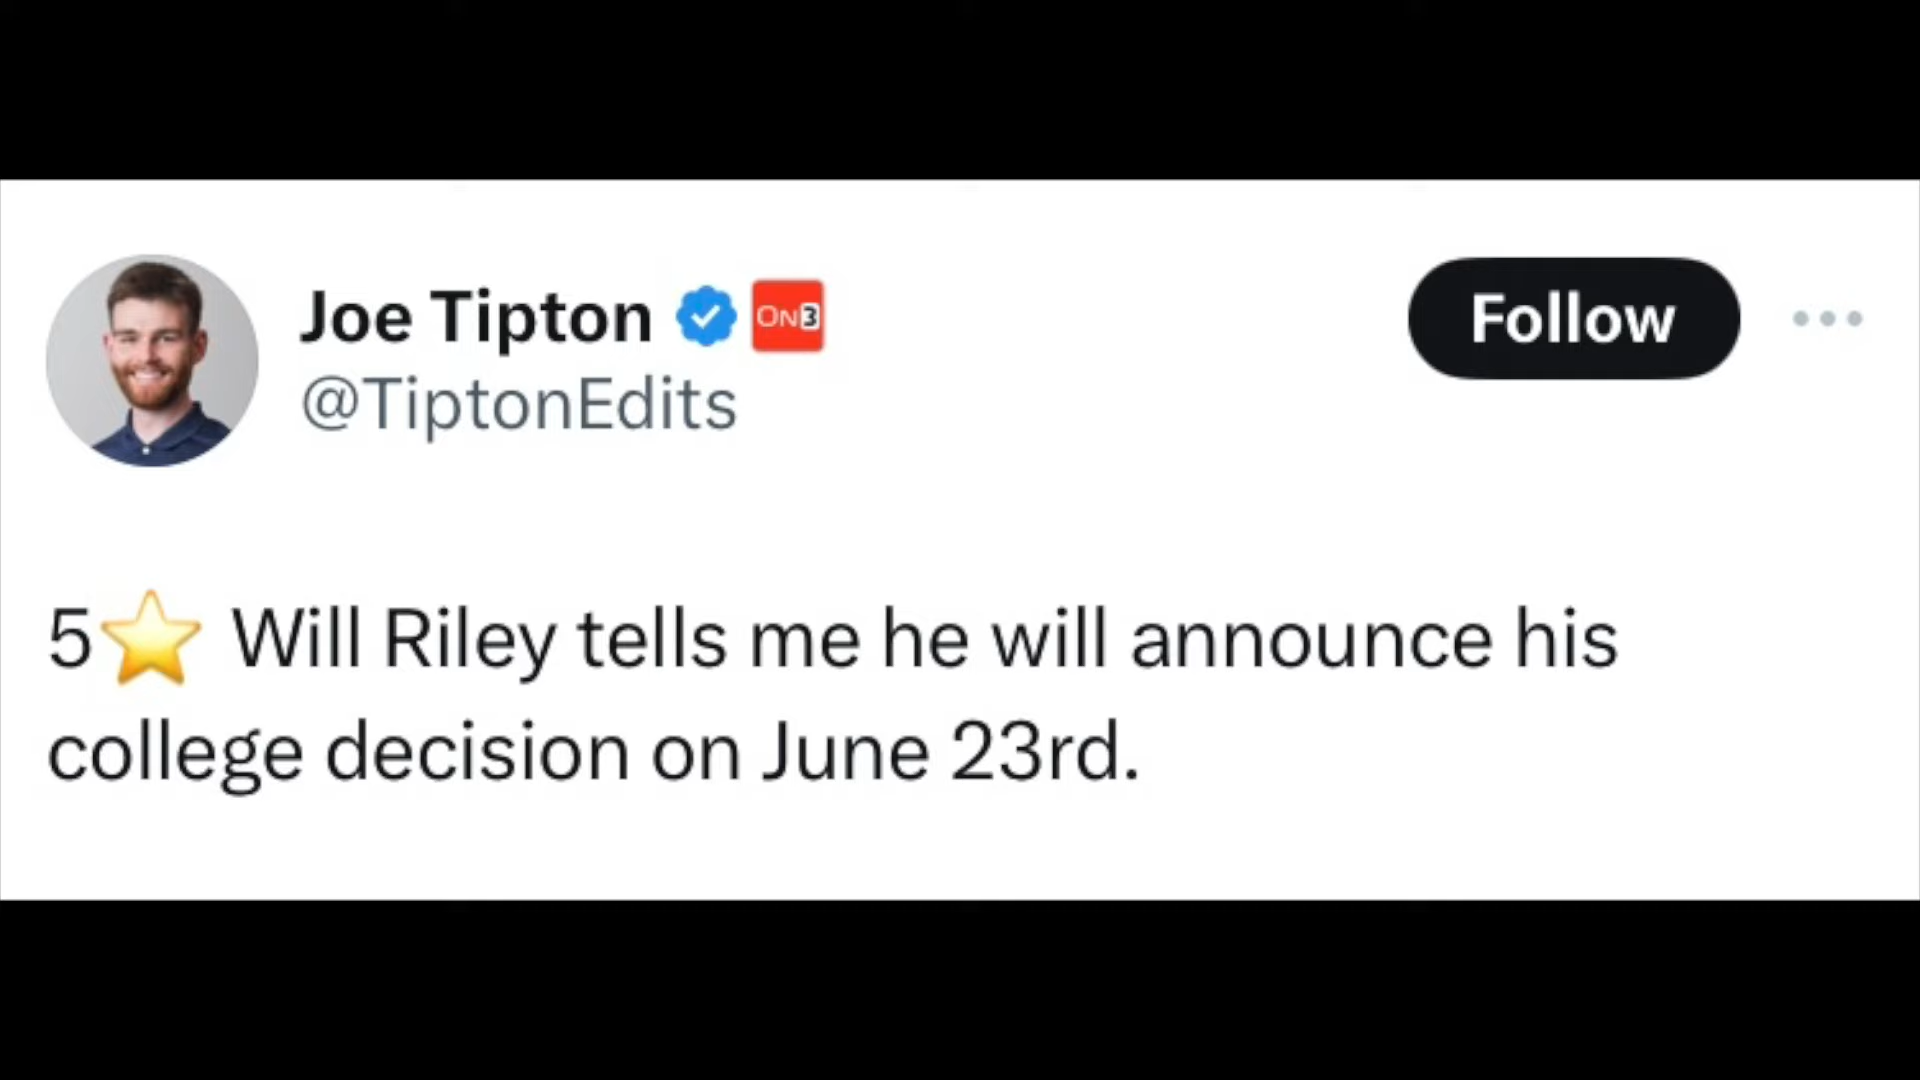 Joe Tipton ON3
Follow
@TiptonEdits
5⭐ Will Riley tells me he will announce his
college decision on June 23rd.